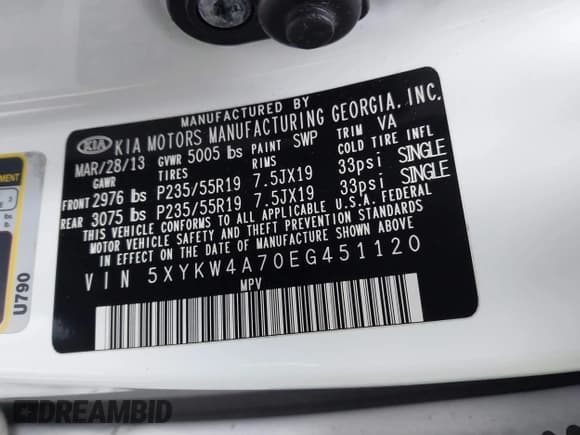 MANUFACTURED BY
KIA KIA MOTORS MANUFACTURING GEORGIA, INC.
MAR/28/13 GVWR 5005 lbs PAINT SWP TRIM VA
GAWR TIRES RIMS COLD TIRE INFL
FRONT 2976 lbs P235/55R19 7.5JX19 33psi SINGLE
REAR 3075 lbs P235/55R19 7.5JX19 33psi SINGLE
THIS VEHICLE CONFORMS TO ALL APPLICABLE U.S.A. FEDERAL
MOTOR VEHICLE SAFETY AND THEFT PREVENTION STANDARDS
IN EFFECT ON THE DATE OF MANUFACTURE SHOWN ABOVE.
VIN 5XYKW4A70EG451120
MPV
U790
DREAMBID